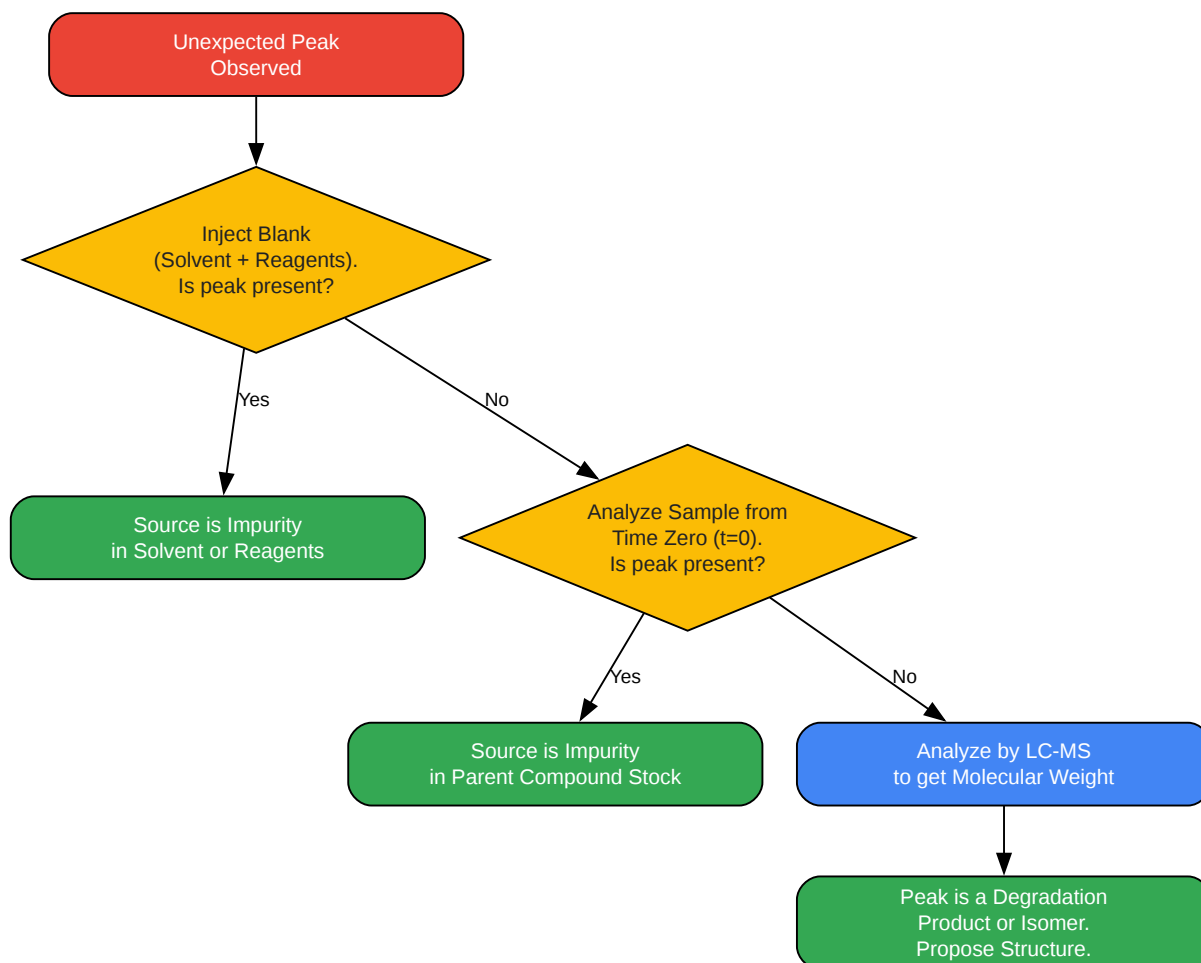 Unexpected Peak
Observed
Inject Blank
(Solvent + Reagents).
Is peak present?
Yes
No
Source is Impurity
in Solvent or Reagents
Analyze Sample from
Time Zero (t=0).
Is peak present?
Yes
No
Source is Impurity
in Parent Compound Stock
Analyze by LC-MS
to get Molecular Weight
Peak is a Degradation
Product or Isomer.
Propose Structure.